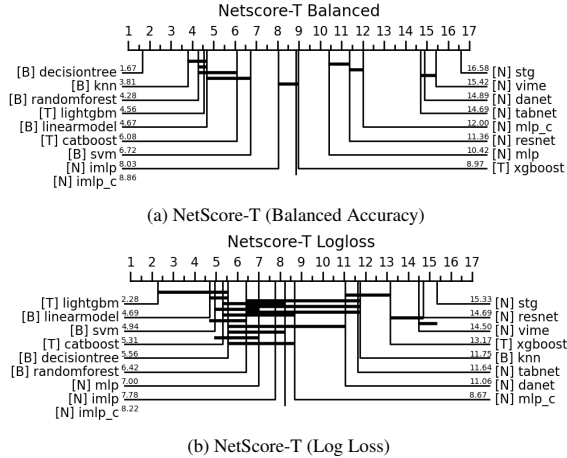 Netscore-T Balanced
1 2 3 4 5 6 7 8 9 10 11 12 13 14 15 16 17
[B] decisiontree 1.67 16.58 [N] stg
[B] knn 3.81 15.42 [N] vime
[B] randomforest 4.28 14.89 [N] danet
[T] lightgbm 4.56 14.69 [N] tabnet
[B] linearmodel 4.67 12.00 [N] mlp_c
[T] catboost 6.08 11.36 [N] resnet
[B] svm 6.72 10.42 [N] mlp
[N] imlp 8.03 8.97 [T] xgboost
[N] imlp_c 8.86
(a) NetScore-T (Balanced Accuracy)
Netscore-T Logloss
1 2 3 4 5 6 7 8 9 10 11 12 13 14 15 16 17
[T] lightgbm 2.28 15.33 [N] stg
[B] linearmodel 4.69 14.69 [N] resnet
[B] svm 4.94 14.50 [N] vime
[T] catboost 5.31 13.17 [T] xgboost
[B] decisiontree 5.56 11.75 [B] knn
[B] randomforest 6.42 11.64 [N] tabnet
[N] mlp 7.00 11.06 [N] danet
[N] imlp 7.78 8.67 [N] mlp_c
[N] imlp_c 8.22
(b) NetScore-T (Log Loss)